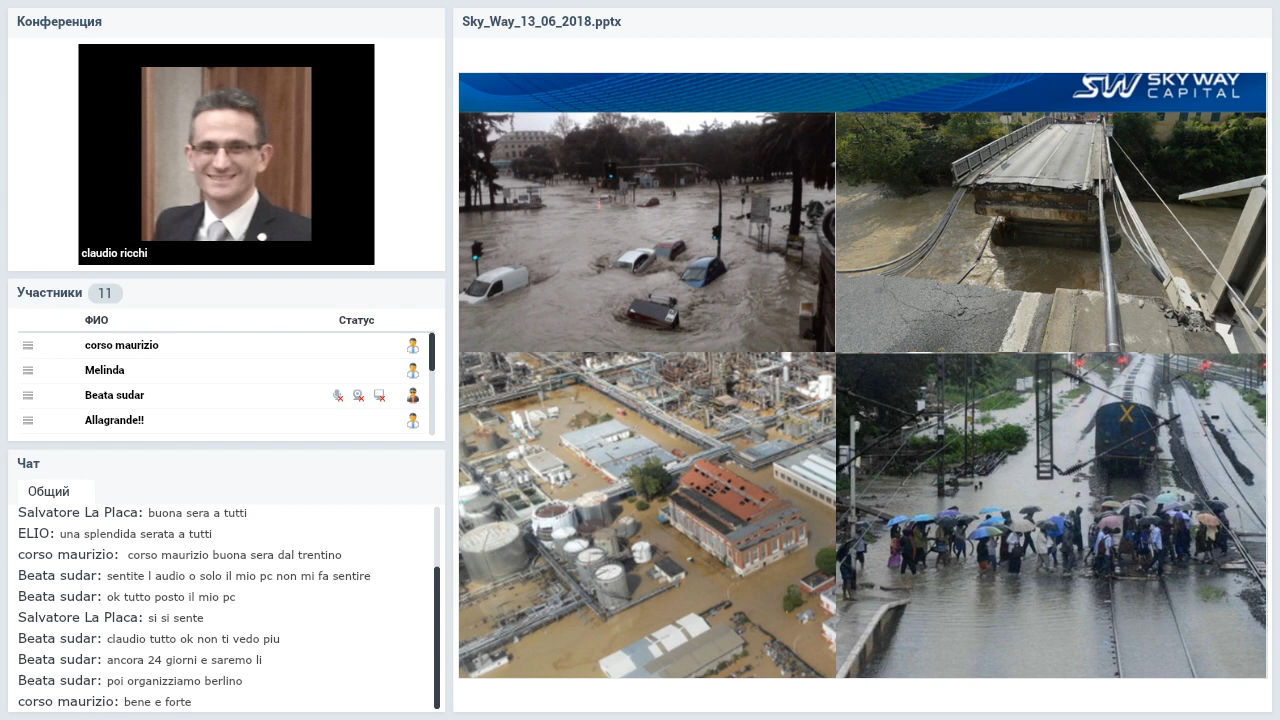 Конференция
claudio ricchi
Участники 11
ФИО Статус
corso maurizio
Melinda
Beata sudar
Allagrande!!
Чат
Общий
Salvatore La Placa: buona sera a tutti
ELIO: una splendida serata a tutti
corso maurizio: corso maurizio buona sera dal trentino
Beata sudar: sentite l audio o solo il mio pc non mi fa sentire
Beata sudar: ok tutto posto il mio pc
Salvatore La Placa: si si sente
Beata sudar: claudio tutto ok non ti vedo piu
Beata sudar: ancora 24 giorni e saremo li
Beata sudar: poi organizziamo berlino
corso maurizio: bene e forte
Sky_Way_13_06_2018.pptx
SW SKY WAY
CAPITAL
X